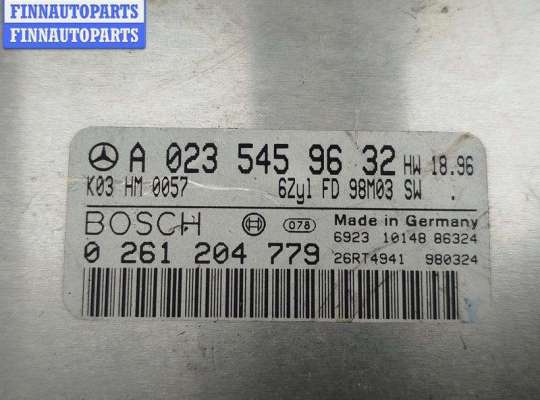 FINNAUTOPARTS
FINNAUTOPARTS
A 023 545 96 32 HW 18.96
K03 HM 0057 6Zyl FD 98M03 SW .
BOSCH 078 Made in Germany
6923 10148 86324
0 261 204 779 26RT4941 980324